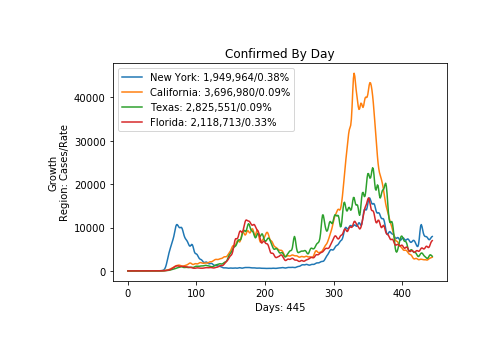 Confirmed By Day
New York: 1,949,964/0.38%
California: 3,696,980/0.09%
Texas: 2,825,551/0.09%
Florida: 2,118,713/0.33%
Growth
Region: Cases/Rate
40000
30000
20000
10000
0
0 100 200 300 400
Days: 445